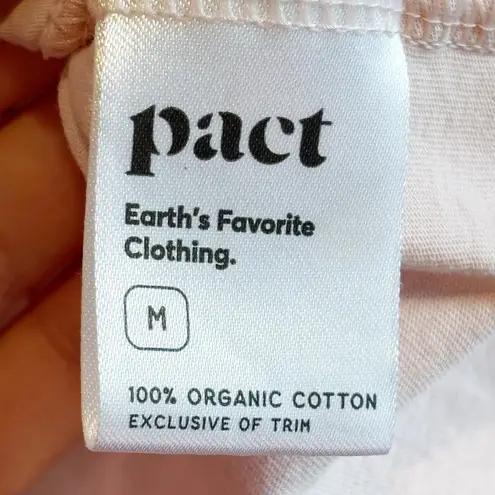 pact
Earth's Favorite
Clothing.
M
100% ORGANIC COTTON
EXCLUSIVE OF TRIM